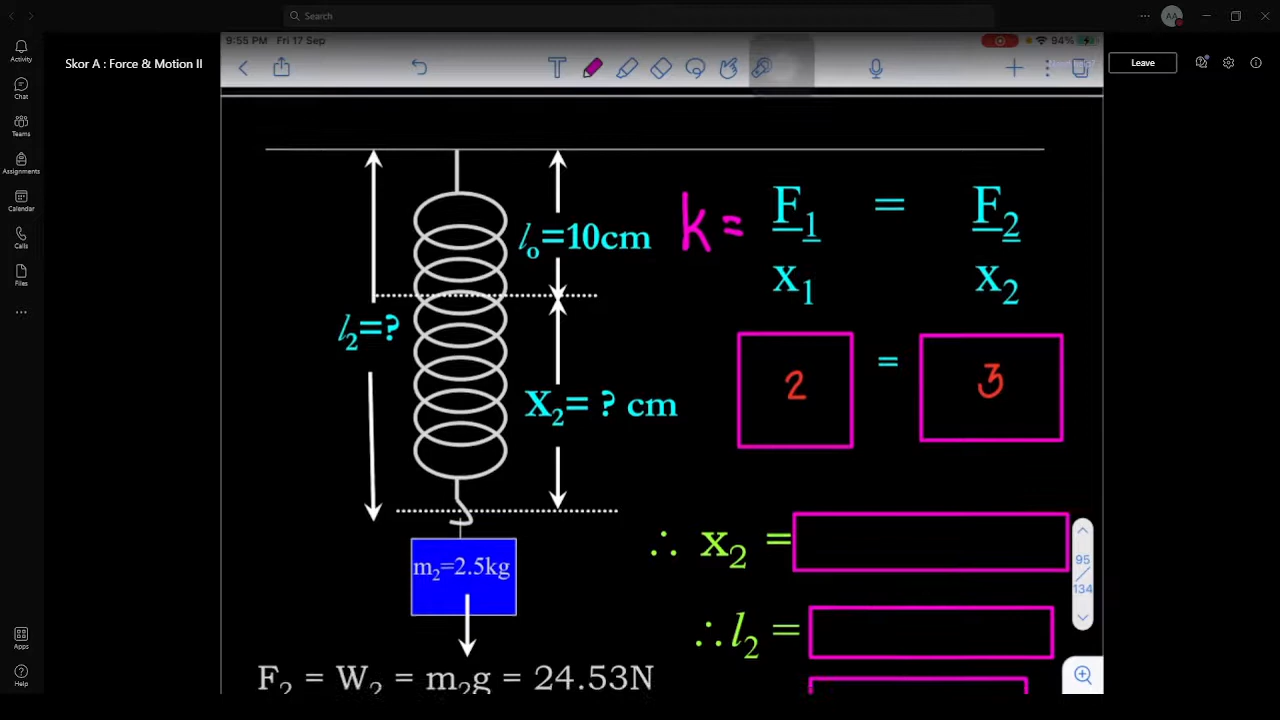 Search
AA
9:55 PM Fri 17 Sep
94%
Skor A : Force & Motion II
Leave
Activity
Chat
Teams
Assignments
Calendar
Calls
Files
Apps
Help
T
l₀=10cm
k = F₁ = F₂
x₁ x₂
l₂=?
2 = 3
X₂= ? cm
∴ x₂ =
m₂=2.5kg
95
/
134
∴ l₂ =
F₂ = W₂ = m₂g = 24.53N